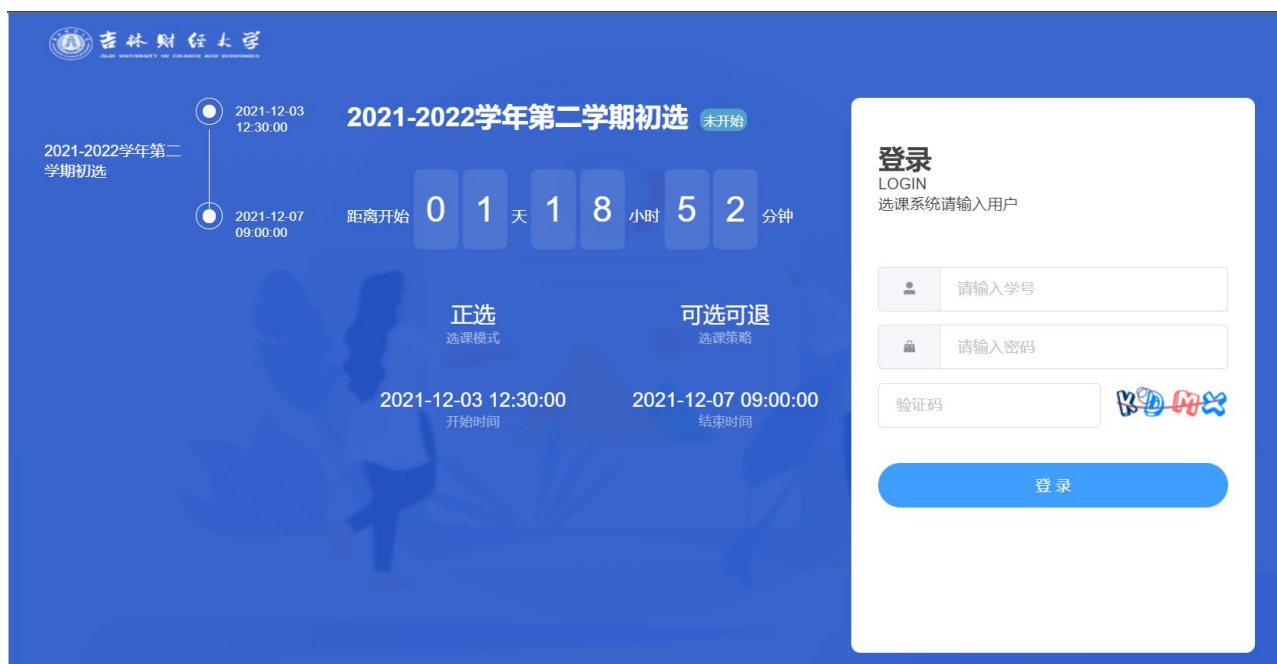 吉林财经大学
JILIN UNIVERSITY OF FINANCE AND ECONOMICS
2021-2022学年第二
学期初选
2021-12-03
12:30:00
2021-12-07
09:00:00
2021-2022学年第二学期初选 未开始
距离开始 0 1 天 1 8 小时 5 2 分钟
正选 可选可退
选课模式 选课策略
2021-12-03 12:30:00 2021-12-07 09:00:00
开始时间 结束时间
登录
LOGIN
选课系统请输入用户
请输入学号
请输入密码
验证码
登 录